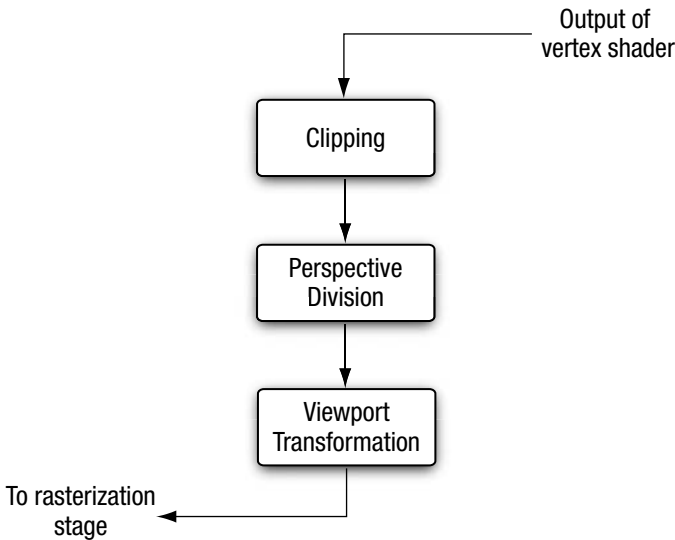 Output of
vertex shader
Clipping
Perspective
Division
Viewport
Transformation
To rasterization
stage